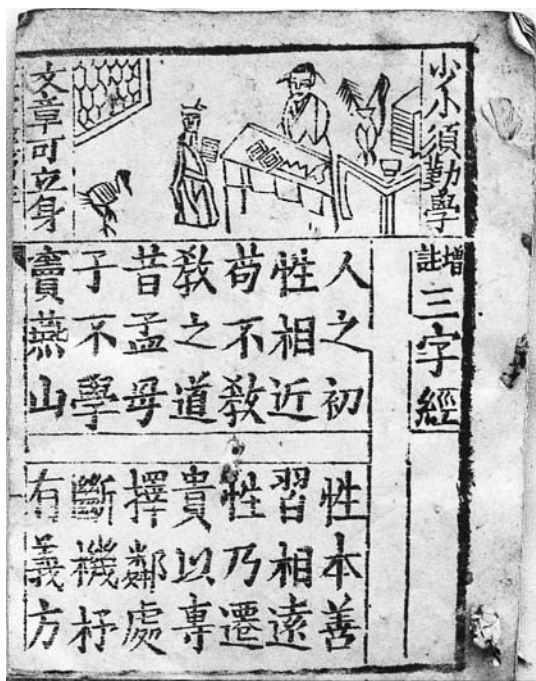 少小須勤學
文章可立身
增註三字經
人之初 性本善
性相近 習相遠
苟不教 性乃遷
教之道 貴以專
昔孟母 擇鄰處
子不學 斷機杼
竇燕山 有義方